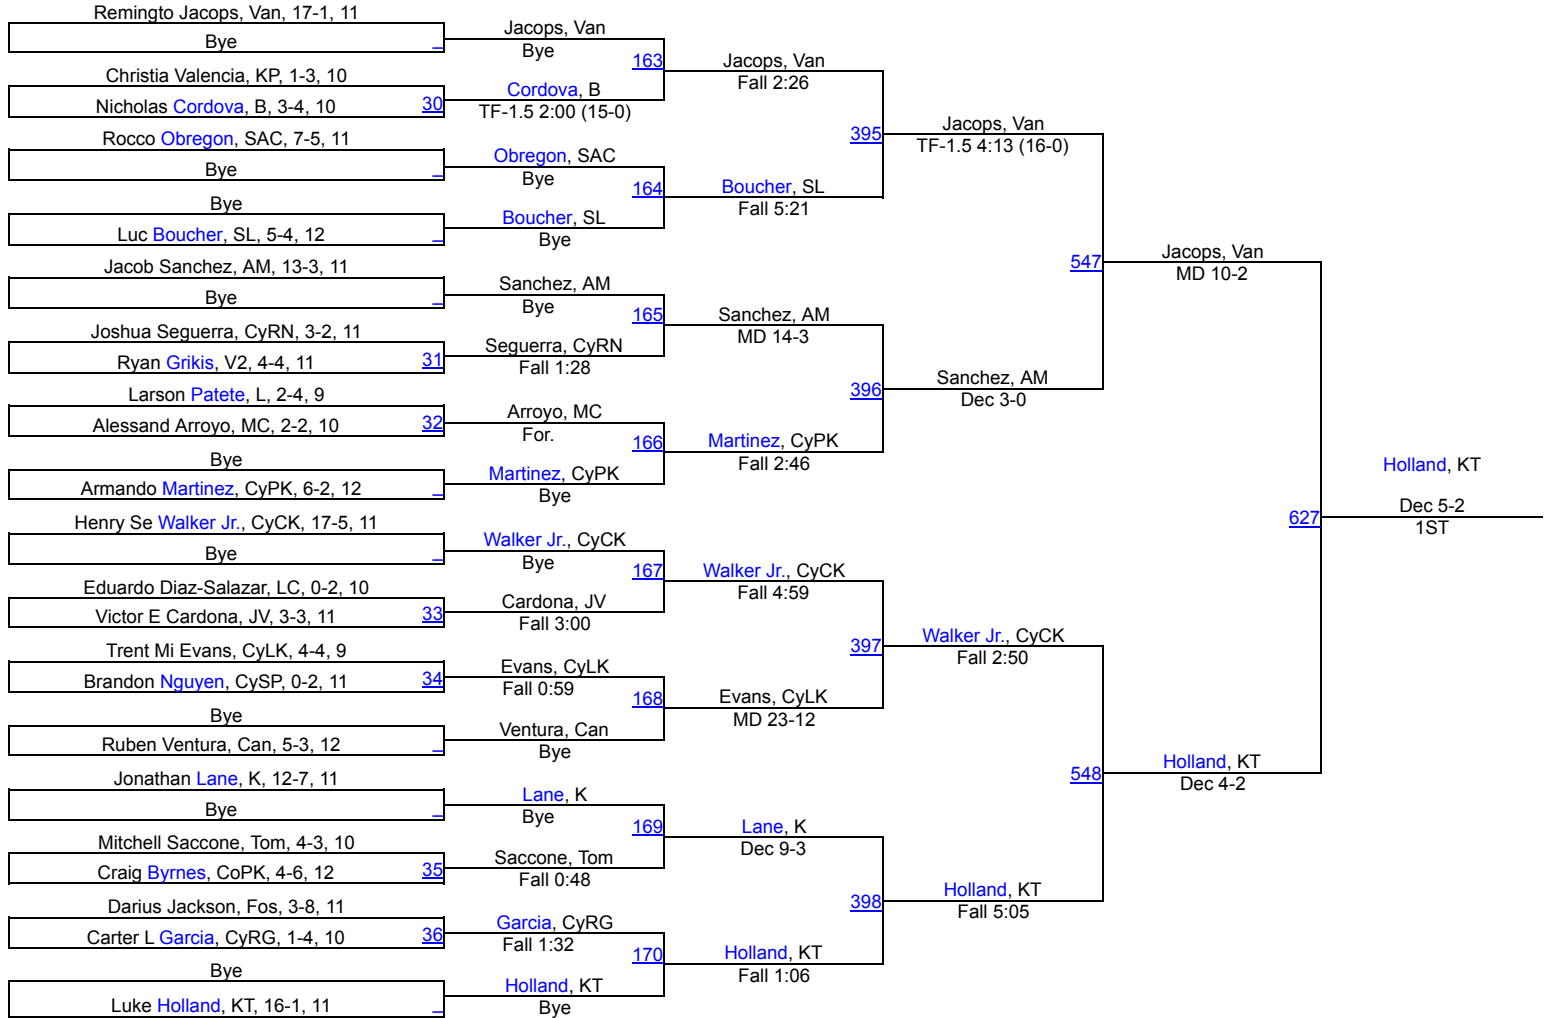 Remingto Jacops, Van, 17-1, 11
Bye
Christia Valencia, KP, 1-3, 10
Nicholas Cordova, B, 3-4, 10
30
Rocco Obregon, SAC, 7-5, 11
Bye
Bye
Luc Boucher, SL, 5-4, 12
Jacob Sanchez, AM, 13-3, 11
Bye
Joshua Seguerra, CyRN, 3-2, 11
Ryan Grikis, V2, 4-4, 11
31
Larson Patete, L, 2-4, 9
Alessand Arroyo, MC, 2-2, 10
32
Bye
Armando Martinez, CyPK, 6-2, 12
Henry Se Walker Jr., CyCK, 17-5, 11
Bye
Eduardo Diaz-Salazar, LC, 0-2, 10
Victor E Cardona, JV, 3-3, 11
33
Trent Mi Evans, CyLK, 4-4, 9
Brandon Nguyen, CySP, 0-2, 11
34
Bye
Ruben Ventura, Can, 5-3, 12
Jonathan Lane, K, 12-7, 11
Bye
Mitchell Saccone, Tom, 4-3, 10
Craig Byrnes, CoPK, 4-6, 12
35
Darius Jackson, Fos, 3-8, 11
Carter L Garcia, CyRG, 1-4, 10
36
Bye
Luke Holland, KT, 16-1, 11
Jacops, Van
Bye
163
Cordova, B
TF-1.5 2:00 (15-0)
Obregon, SAC
Bye
164
Boucher, SL
Bye
Sanchez, AM
Bye
165
Seguerra, CyRN
Fall 1:28
Arroyo, MC
For.
166
Martinez, CyPK
Bye
Walker Jr., CyCK
Bye
167
Cardona, JV
Fall 3:00
Evans, CyLK
Fall 0:59
168
Ventura, Can
Bye
Lane, K
Bye
169
Saccone, Tom
Fall 0:48
Garcia, CyRG
Fall 1:32
170
Holland, KT
Bye
Jacops, Van
Fall 2:26
395
Boucher, SL
Fall 5:21
Sanchez, AM
MD 14-3
396
Martinez, CyPK
Fall 2:46
Walker Jr., CyCK
Fall 4:59
397
Evans, CyLK
MD 23-12
Lane, K
Dec 9-3
398
Holland, KT
Fall 1:06
Jacops, Van
TF-1.5 4:13 (16-0)
547
Sanchez, AM
Dec 3-0
Walker Jr., CyCK
Fall 2:50
548
Holland, KT
Fall 5:05
Jacops, Van
MD 10-2
627
Holland, KT
Dec 4-2
Holland, KT
Dec 5-2
1ST